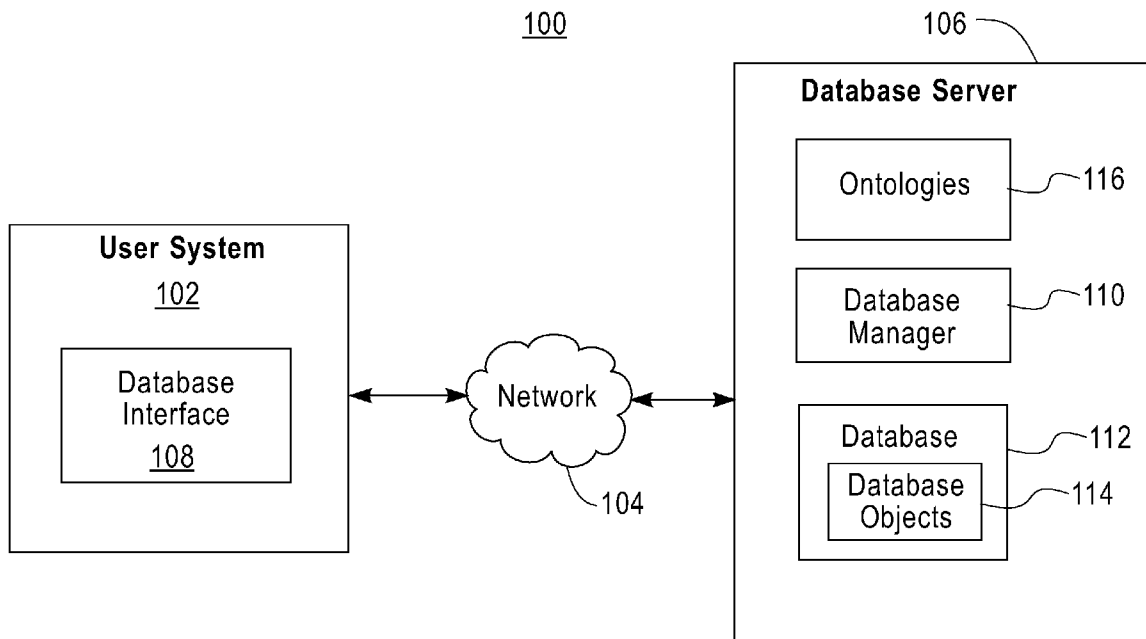 100
106
Database Server
Ontologies
116
Database
Manager
110
Database
112
Database
Objects
114
User System
102
Database
Interface
108
Network
104